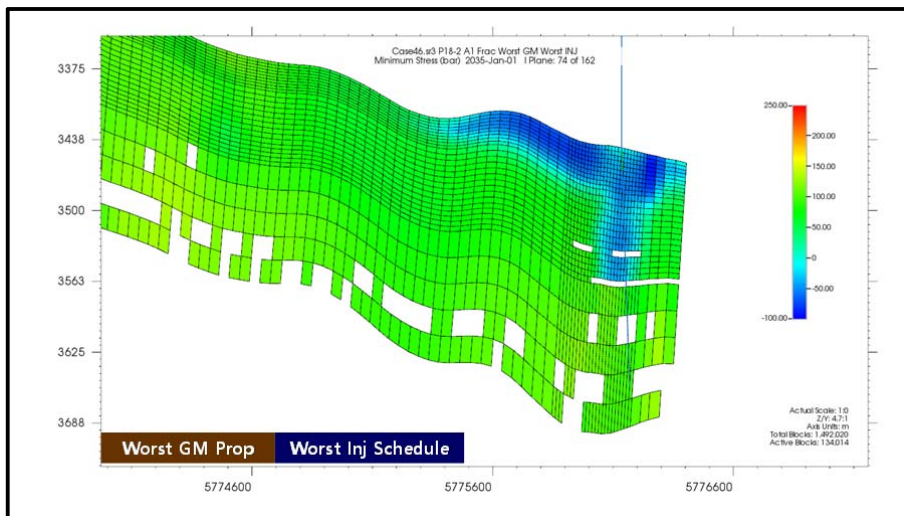 Case46.sr3 P18-2 A1 Frac Worst GM Worst INJ
Minimum Stress (bar) 2035-Jan-01 I Plane: 74 of 162
3375
3438
3500
3563
3625
3688
250.00
200.00
150.00
100.00
50.00
0
-50.00
-100.00
Actual Scale: 1:0
Z/Y: 4.7:1
Axis Units: m
Total Blocks: 1,492,020
Active Blocks: 134,014
Worst GM Prop
Worst Inj Schedule
5774600
5775600
5776600